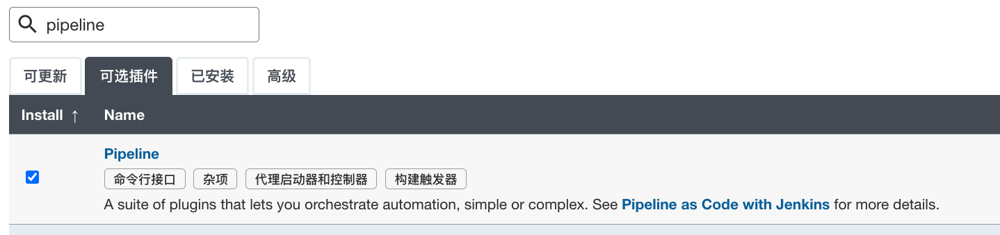 pipeline
可更新 可选插件 已安装 高级
Install ↑ Name
Pipeline
命令行接口 杂项 代理启动器和控制器 构建触发器
A suite of plugins that lets you orchestrate automation, simple or complex. See Pipeline as Code with Jenkins for more details.